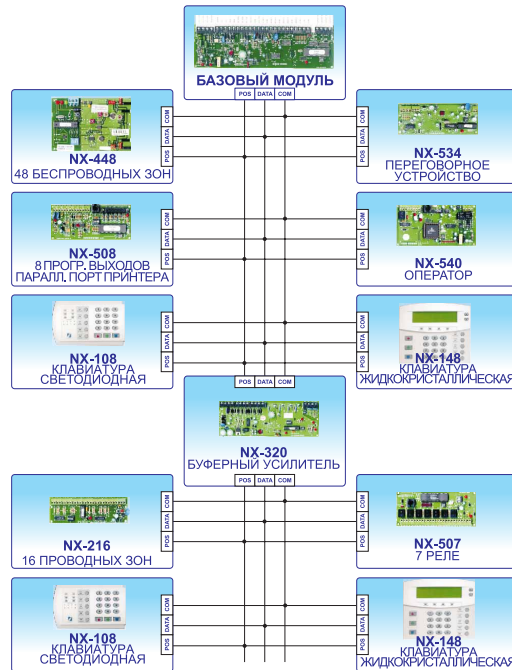 БАЗОВЫЙ МОДУЛЬ
POS DATA COM
COM
DATA
POS
NX-448
48 БЕСПРОВОДНЫХ ЗОН
COM
DATA
POS
NX-534
ПЕРЕГОВОРНОЕ
УСТРОЙСТВО
COM
DATA
POS
NX-508
8 ПРОГР. ВЫХОДОВ
ПАРАЛЛ. ПОРТ ПРИНТЕРА
COM
DATA
POS
NX-540
ОПЕРАТОР
COM
DATA
POS
NX-108
КЛАВИАТУРА
СВЕТОДИОДНАЯ
COM
DATA
POS
NX-148
КЛАВИАТУРА
ЖИДКОКРИСТАЛЛИЧЕСКАЯ
POS DATA COM
NX-320
БУФЕРНЫЙ УСИЛИТЕЛЬ
POS DATA COM
COM
DATA
POS
NX-216
16 ПРОВОДНЫХ ЗОН
COM
DATA
POS
NX-507
7 РЕЛЕ
COM
DATA
POS
NX-108
КЛАВИАТУРА
СВЕТОДИОДНАЯ
COM
DATA
POS
NX-148
КЛАВИАТУРА
ЖИДКОКРИСТАЛЛИЧЕСКАЯ